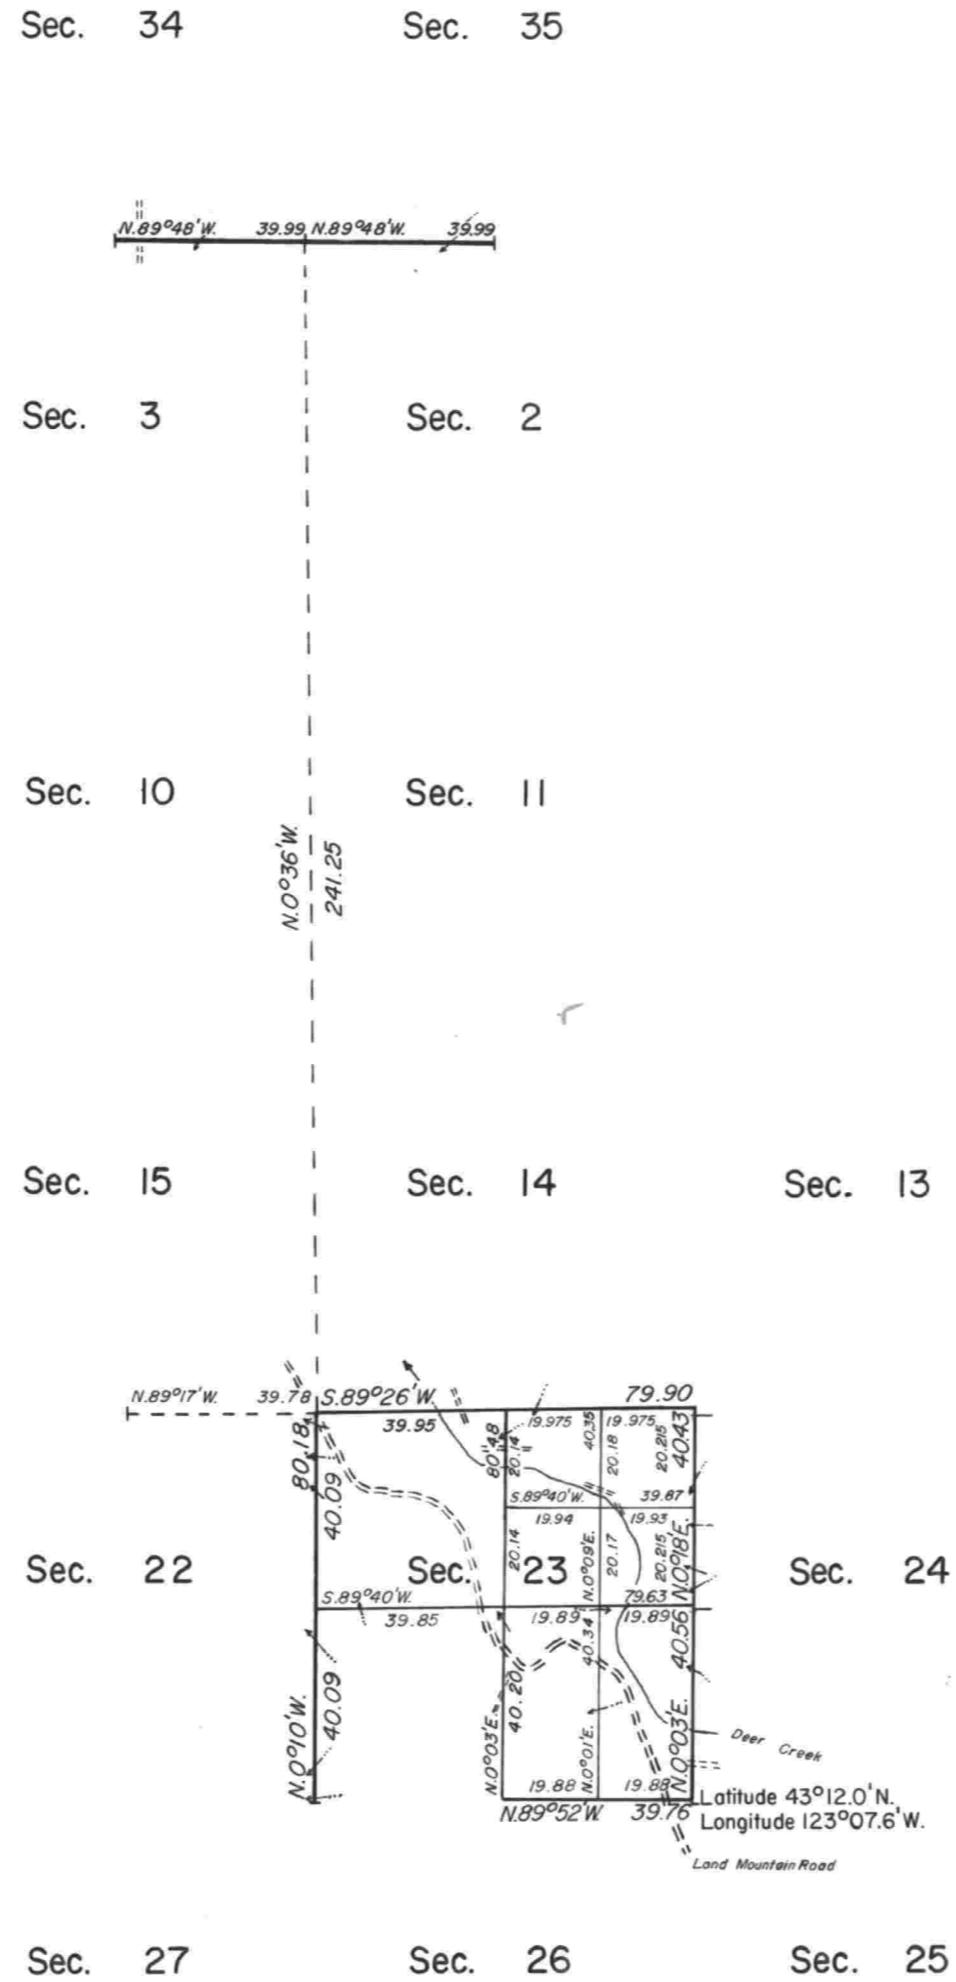 Sec. 34
Sec. 35
N.89°48'W. 39.99
N.89°48'W. 39.99
Sec. 3
Sec. 2
Sec. 10
Sec. 11
N.0°36'W.
241.25
Sec. 15
Sec. 14
Sec. 13
N.89°17'W. 39.78
S.89°26'W. 79.90
39.95
19.975
19.975
80.18
40.09
80.48
20.14
40.35
20.18
20.215
40.43
S.89°40'W. 39.87
19.94
19.93
20.14
N.0°09'E.
20.17
20.215
N.0°18'E.
Sec. 22
Sec. 23
Sec. 24
S.89°40'W. 79.63
39.85
19.89
19.89
N.0°10'W.
40.09
N.0°03'E.
40.20
40.34
N.0°01'E.
40.56
N.0°03'E.
Deer Creek
19.88
19.88
N.89°52'W. 39.76
Latitude 43°12.0'N.
Longitude 123°07.6'W.
Land Mountain Road
Sec. 27
Sec. 26
Sec. 25